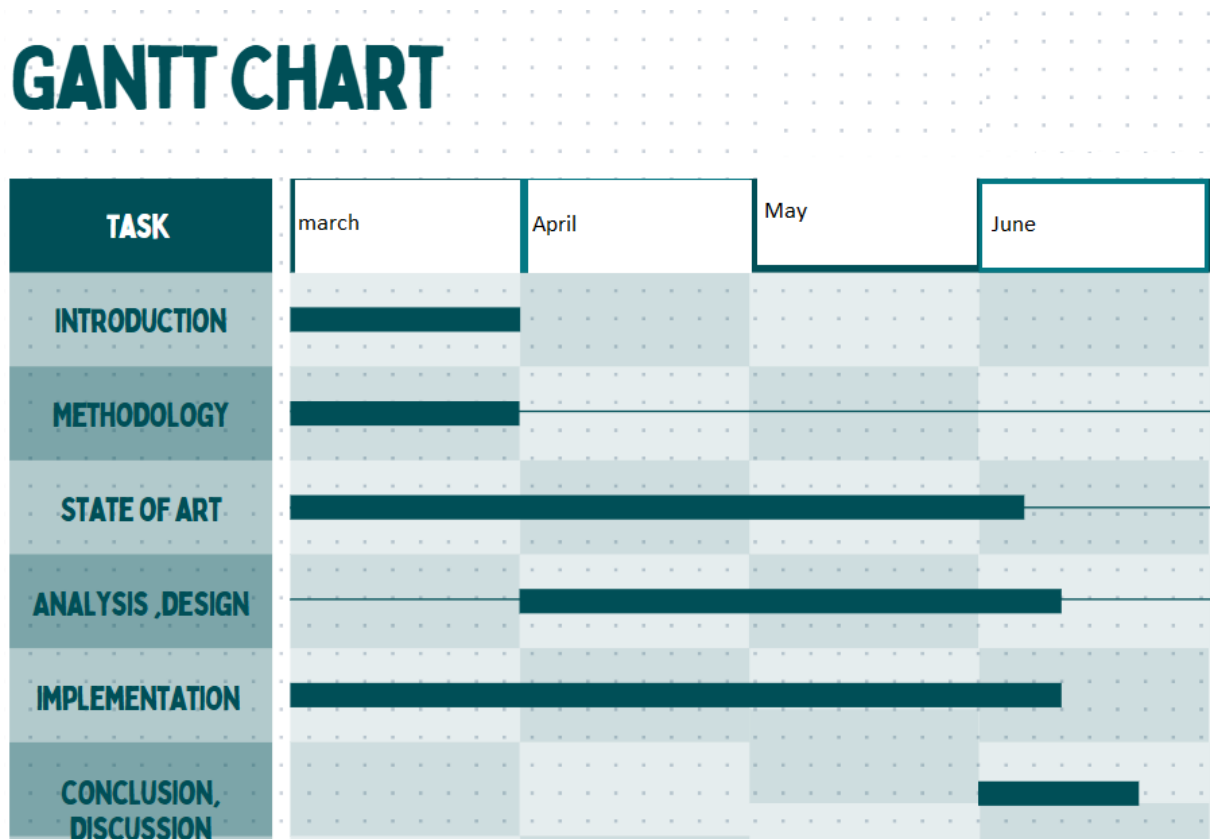 GANTT CHART
TASK
march
April
May
June
INTRODUCTION
METHODOLOGY
STATE OF ART
ANALYSIS ,DESIGN
IMPLEMENTATION
CONCLUSION,
DISCUSSION